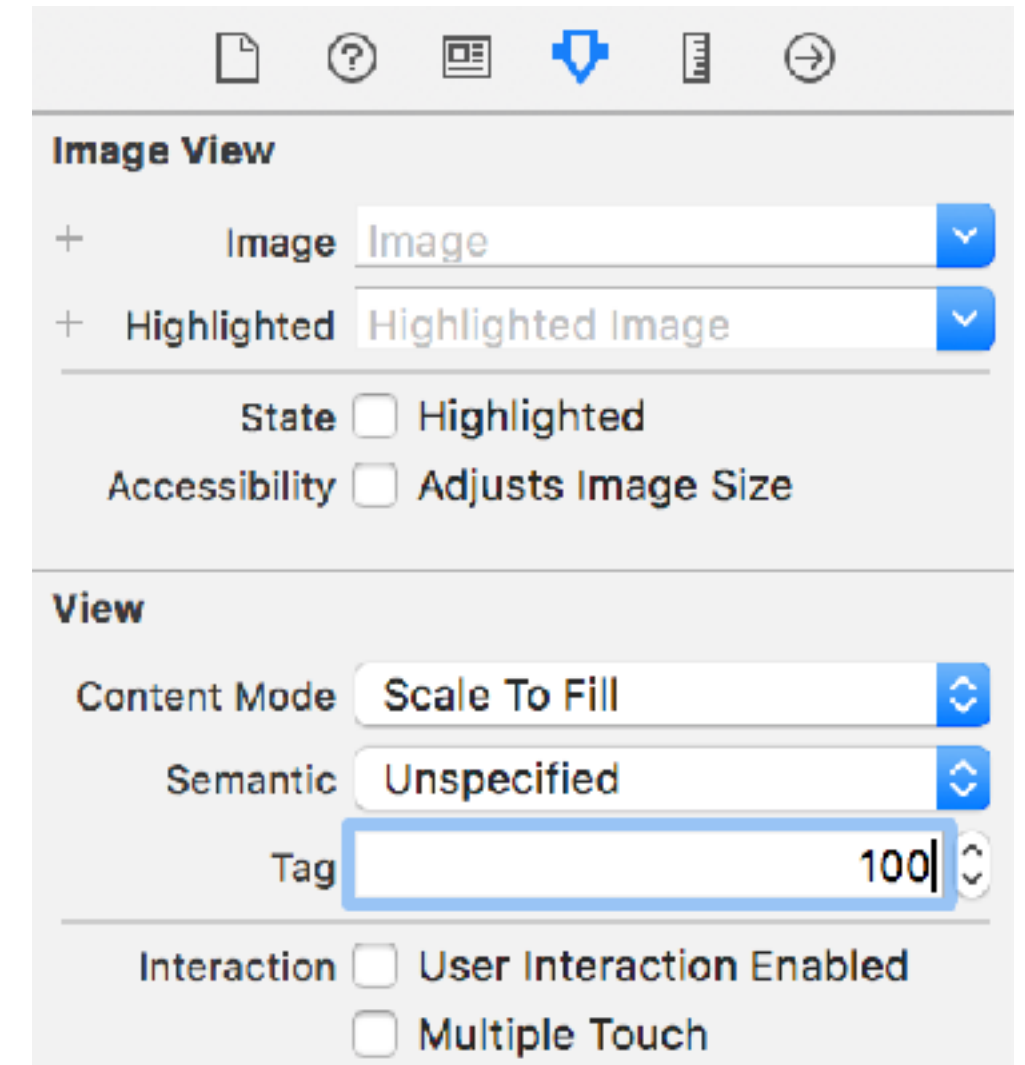 Image View
+ Image Image
+ Highlighted Highlighted Image
State Highlighted
Accessibility Adjusts Image Size
View
Content Mode Scale To Fill
Semantic Unspecified
Tag 100
Interaction User Interaction Enabled
Multiple Touch